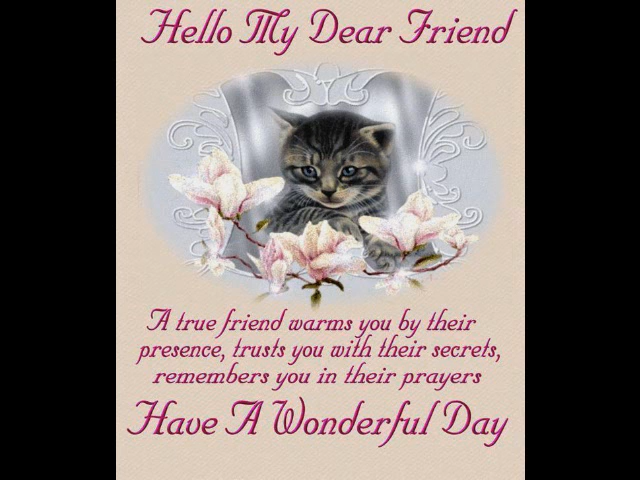 Hello My Dear Friend
A true friend warms you by their
presence, trusts you with their secrets,
remembers you in their prayers
Have A Wonderful Day